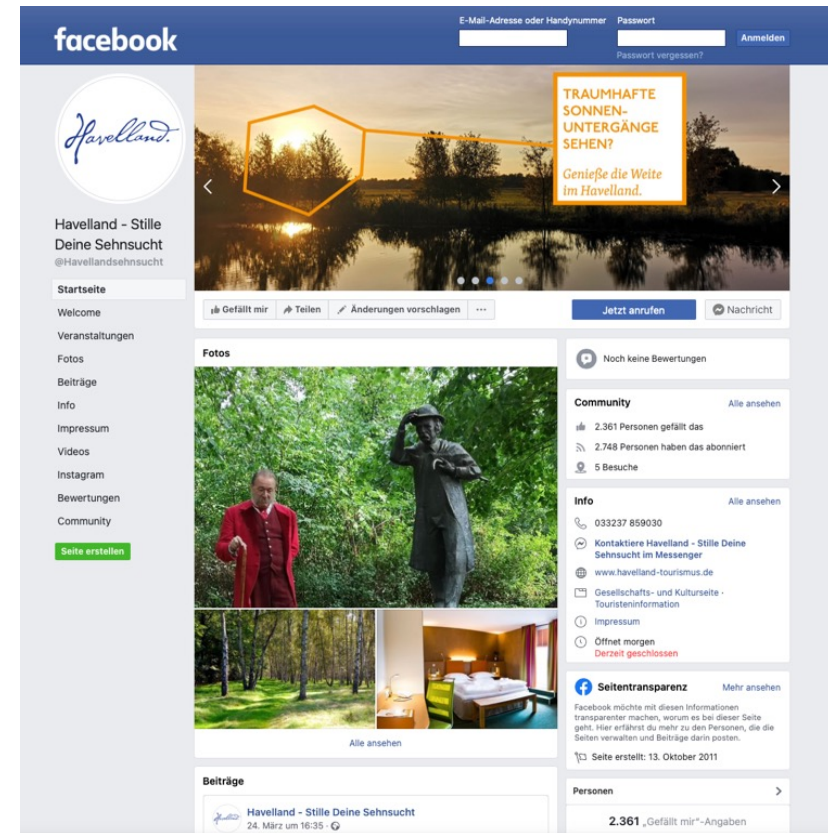 facebook
E-Mail-Adresse oder Handynummer
Passwort
Anmelden
Passwort vergessen?
Havelland.
Havelland - Stille
Deine Sehnsucht
@Havellandsehnsucht
Startseite
Welcome
Veranstaltungen
Fotos
Beiträge
Info
Impressum
Videos
Instagram
Bewertungen
Community
Seite erstellen
TRAUMHAFTE
SONNEN-
UNTERGÄNGE
SEHEN?
Genieße die Weite
im Havelland.
Gefällt mir
Teilen
Änderungen vorschlagen
Jetzt anrufen
Nachricht
Fotos
Alle ansehen
Beiträge
Havelland.
Havelland - Stille Deine Sehnsucht
24. März um 16:35 ·
Noch keine Bewertungen
Community
Alle ansehen
2.361 Personen gefällt das
2.748 Personen haben das abonniert
5 Besuche
Info
Alle ansehen
033237 859030
Kontaktiere Havelland - Stille Deine
Sehnsucht im Messenger
www.havelland-tourismus.de
Gesellschafts- und Kulturseite ·
Touristeninformation
Impressum
Öffnet morgen
Derzeit geschlossen
Seitentransparenz
Mehr ansehen
Facebook möchte mit diesen Informationen
transparenter machen, worum es bei dieser Seite
geht. Hier erfährst du mehr zu den Personen, die die
Seiten verwalten und Beiträge darin posten.
Seite erstellt: 13. Oktober 2011
Personen
2.361 „Gefällt mir"-Angaben